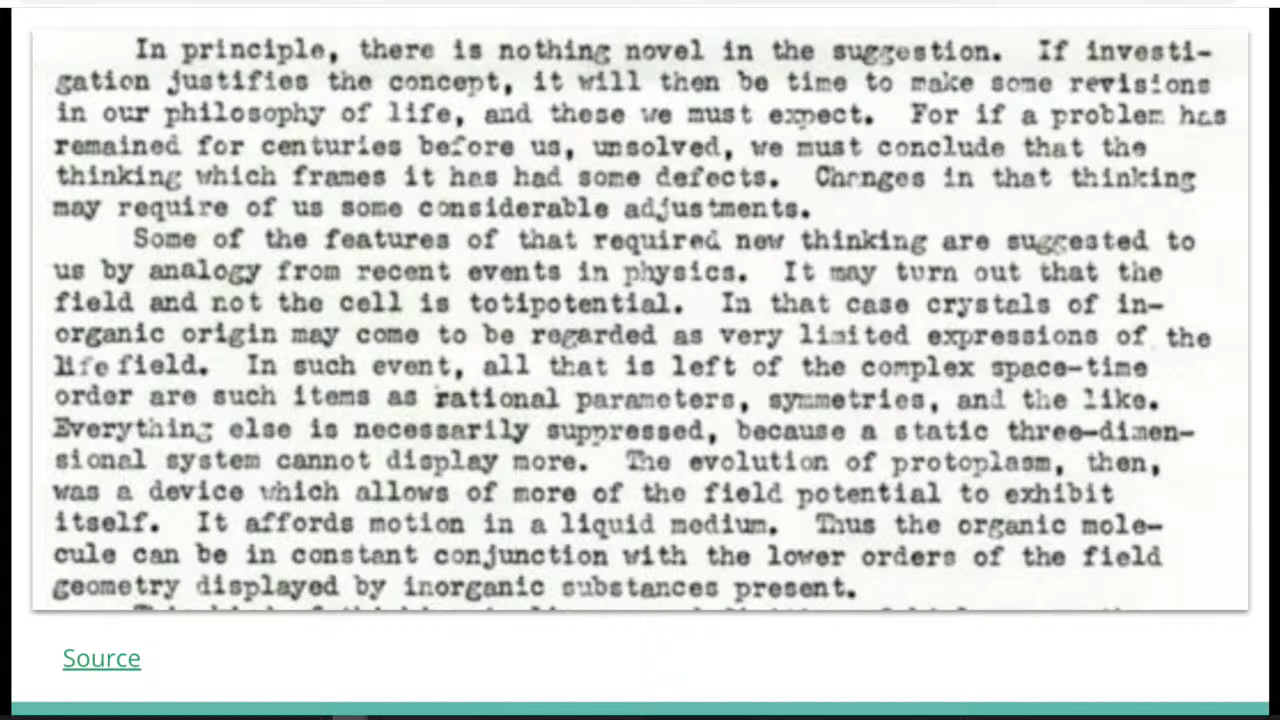 In principle, there is nothing novel in the suggestion. If investi-
gation justifies the concept, it will then be time to make some revisions
in our philosophy of life, and these we must expect. For if a problem has
remained for centuries before us, unsolved, we must conclude that the
thinking which frames it has had some defects. Changes in that thinking
may require of us some considerable adjustments.
Some of the features of that required new thinking are suggested to
us by analogy from recent events in physics. It may turn out that the
field and not the cell is totipotential. In that case crystals of in-
organic origin may come to be regarded as very limited expressions of the
life field. In such event, all that is left of the complex space-time
order are such items as rational parameters, symmetries, and the like.
Everything else is necessarily suppressed, because a static three-dimen-
sional system cannot display more. The evolution of protoplasm, then,
was a device which allows of more of the field potential to exhibit
itself. It affords motion in a liquid medium. Thus the organic mole-
cule can be in constant conjunction with the lower orders of the field
geometry displayed by inorganic substances present.
Source